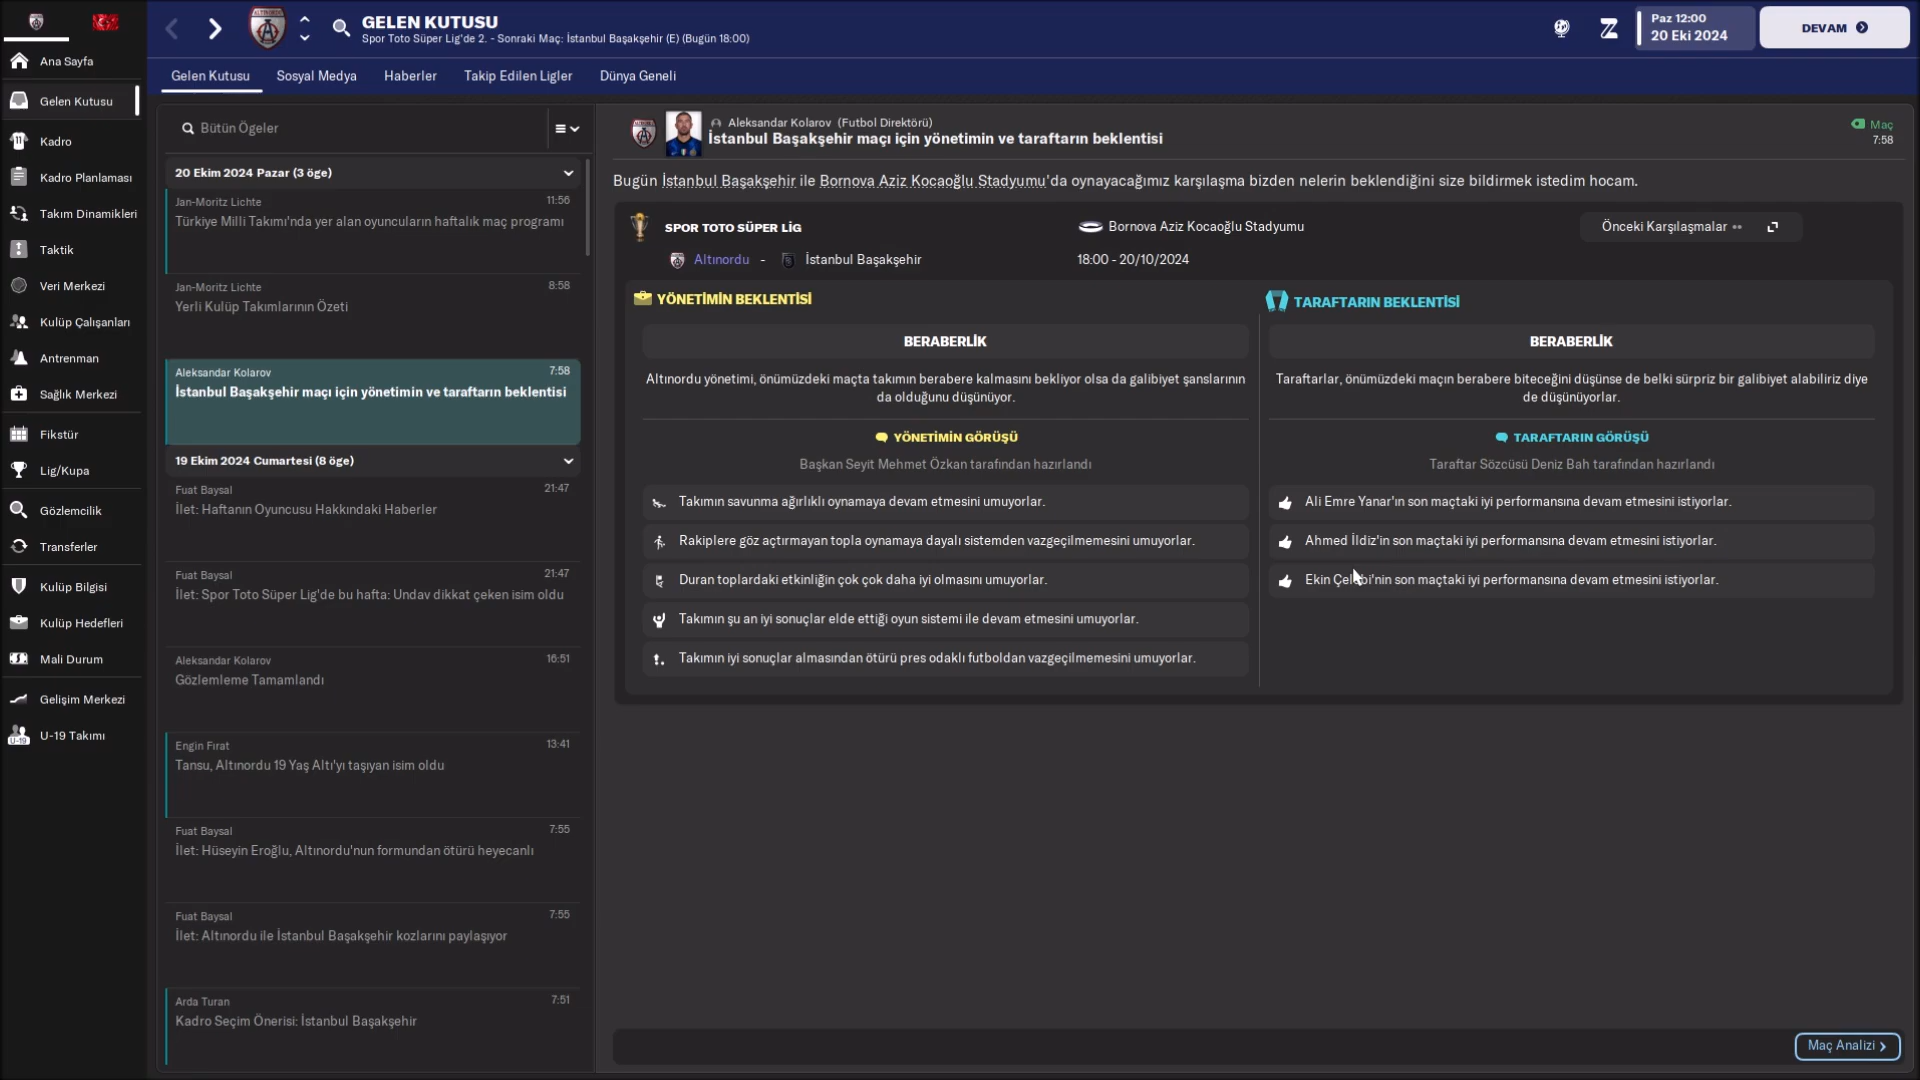 GELEN KUTUSU
Spor Toto Süper Lig'de 2. - Sonraki Maç: İstanbul Başakşehir (E) (Bugün 18:00)
Paz 12:00
20 Eki 2024
DEVAM
Gelen Kutusu
Sosyal Medya
Haberler
Takip Edilen Ligler
Dünya Geneli
Ana Sayfa
Gelen Kutusu
Kadro
Kadro Planlaması
Takım Dinamikleri
Taktik
Veri Merkezi
Kulüp Çalışanları
Antrenman
Sağlık Merkezi
Fikstür
Lig/Kupa
Gözlemcilik
Transferler
Kulüp Bilgisi
Kulüp Hedefleri
Mali Durum
Gelişim Merkezi
U-19 Takımı
Bütün Ögeler
20 Ekim 2024 Pazar (3 öge)
Jan-Moritz Lichte 11:56
Türkiye Milli Takımı'nda yer alan oyuncuların haftalık maç programı
Jan-Moritz Lichte 8:58
Yerli Kulüp Takımlarının Özeti
Aleksandar Kolarov 7:58
İstanbul Başakşehir maçı için yönetimin ve taraftarın beklentisi
19 Ekim 2024 Cumartesi (8 öge)
Fuat Baysal 21:47
İlet: Haftanın Oyuncusu Hakkındaki Haberler
Fuat Baysal 21:47
İlet: Spor Toto Süper Lig'de bu hafta: Undav dikkat çeken isim oldu
Aleksandar Kolarov 16:51
Gözlemleme Tamamlandı
Engin Fırat 13:41
Tansu, Altınordu 19 Yaş Altı'yı taşıyan isim oldu
Fuat Baysal 7:55
İlet: Hüseyin Eroğlu, Altınordu'nun formundan ötürü heyecanlı
Fuat Baysal 7:55
İlet: Altınordu ile İstanbul Başakşehir kozlarını paylaşıyor
Arda Turan 7:51
Kadro Seçim Önerisi: İstanbul Başakşehir
Aleksandar Kolarov (Futbol Direktörü)
İstanbul Başakşehir maçı için yönetimin ve taraftarın beklentisi
Maç
7:58
Bugün İstanbul Başakşehir ile Bornova Aziz Kocaoğlu Stadyumu'da oynayacağımız karşılaşma bizden nelerin beklendiğini size bildirmek istedim hocam.
SPOR TOTO SÜPER LİG
Bornova Aziz Kocaoğlu Stadyumu
Önceki Karşılaşmalar
Altınordu - İstanbul Başakşehir
18:00 - 20/10/2024
YÖNETİMİN BEKLENTİSİ
BERABERLİK
Altınordu yönetimi, önümüzdeki maçta takımın berabere kalmasını bekliyor olsa da galibiyet şanslarının
da olduğunu düşünüyor.
YÖNETİMİN GÖRÜŞÜ
Başkan Seyit Mehmet Özkan tarafından hazırlandı
Takımın savunma ağırlıklı oynamaya devam etmesini umuyorlar.
Rakiplere göz açtırmayan topla oynamaya dayalı sistemden vazgeçilmemesini umuyorlar.
Duran toplardaki etkinliğin çok çok daha iyi olmasını umuyorlar.
Takımın şu an iyi sonuçlar elde ettiği oyun sistemi ile devam etmesini umuyorlar.
Takımın iyi sonuçlar almasından ötürü pres odaklı futboldan vazgeçilmemesini umuyorlar.
TARAFTARIN BEKLENTİSİ
BERABERLİK
Taraftarlar, önümüzdeki maçın berabere biteceğini düşünse de belki sürpriz bir galibiyet alabiliriz diye
de düşünüyorlar.
TARAFTARIN GÖRÜŞÜ
Taraftar Sözcüsü Deniz Bah tarafından hazırlandı
Ali Emre Yanar'ın son maçtaki iyi performansına devam etmesini istiyorlar.
Ahmed İldiz'in son maçtaki iyi performansına devam etmesini istiyorlar.
Ekin Çelebi'nin son maçtaki iyi performansına devam etmesini istiyorlar.
Maç Analizi